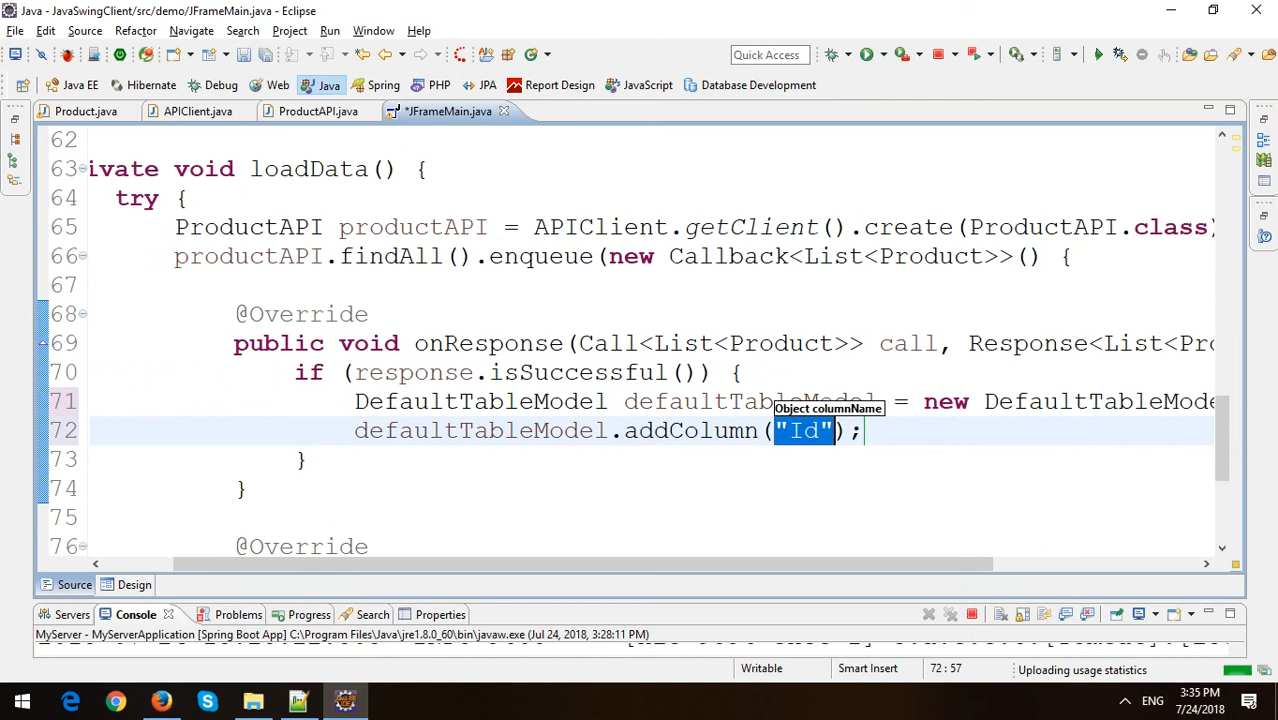 Java - JavaSwingClient/src/demo/JFrameMain.java - Eclipse
File Edit Source Refactor Navigate Search Project Run Window Help
Quick Access
Java EE Hibernate Debug Web Java Spring PHP JPA Report Design JavaScript Database Development
Product.java APIClient.java ProductAPI.java *JFrameMain.java
62
63 ivate void loadData() {
64 try {
65 ProductAPI productAPI = APIClient.getClient().create(ProductAPI.class)
66 productAPI.findAll().enqueue(new Callback<List<Product>>() {
67
68 @Override
69 public void onResponse(Call<List<Product>> call, Response<List<Pro
70 if (response.isSuccessful()) {
71 DefaultTableModel defaultTableModel = new DefaultTableMode
Object columnName
72 defaultTableModel.addColumn("Id");
73 }
74 }
75
76 @Override
Source Design
Servers Console Problems Progress Search Properties
MyServer - MyServerApplication [Spring Boot App] C:\Program Files\Java\jre1.8.0_60\bin\javaw.exe (Jul 24, 2018, 3:28:11 PM)
Writable Smart Insert 72 : 57 Uploading usage statistics
ENG 3:35 PM
7/24/2018